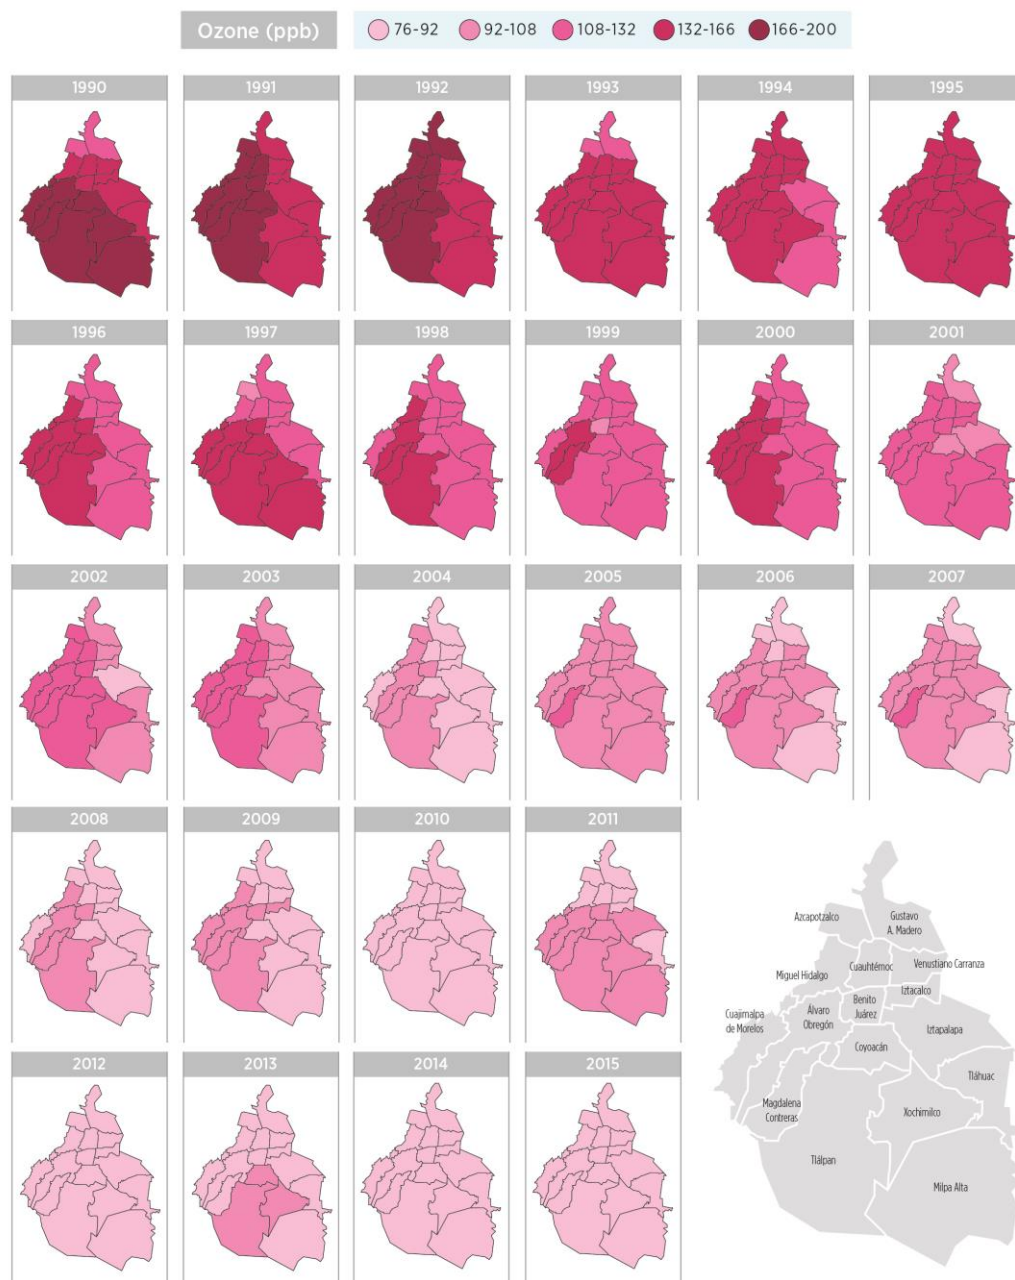 Ozone (ppb)
76-92
92-108
108-132
132-166
166-200
1990
1991
1992
1993
1994
1995
1996
1997
1998
1999
2000
2001
2002
2003
2004
2005
2006
2007
2008
2009
2010
2011
Azcapotzalco
Gustavo
A. Madero
Cuauhtémoc
Venustiano Carranza
Miguel Hidalgo
Iztacalco
Benito
Juárez
Cuajimalpa
de Morelos
Álvaro
Obregón
Iztapalapa
Coyoacán
Tláhuac
Magdalena
Contreras
Xochimilco
Tlálpan
Milpa Alta
2012
2013
2014
2015